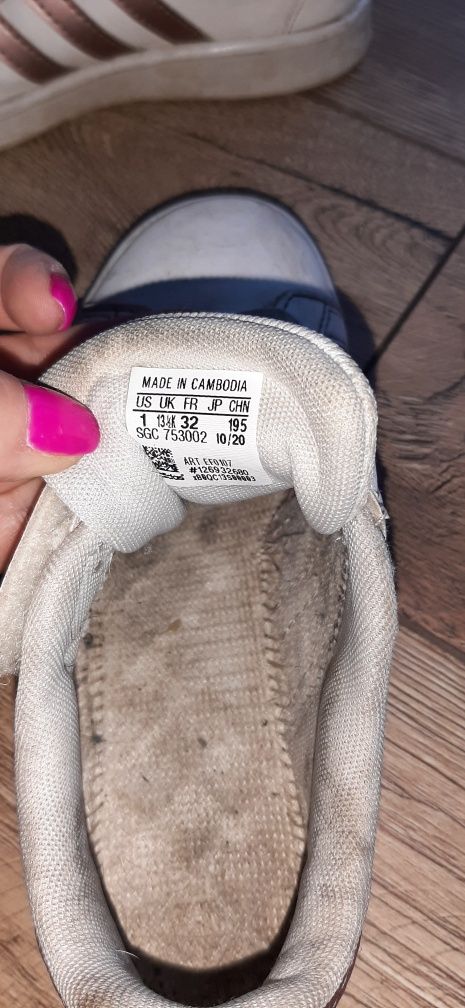 MADE IN CAMBODIA
US UK FR JP CHN
1 13½K 32 195
SGC 753002 10/20
ART EF0107
#126932680
adidas